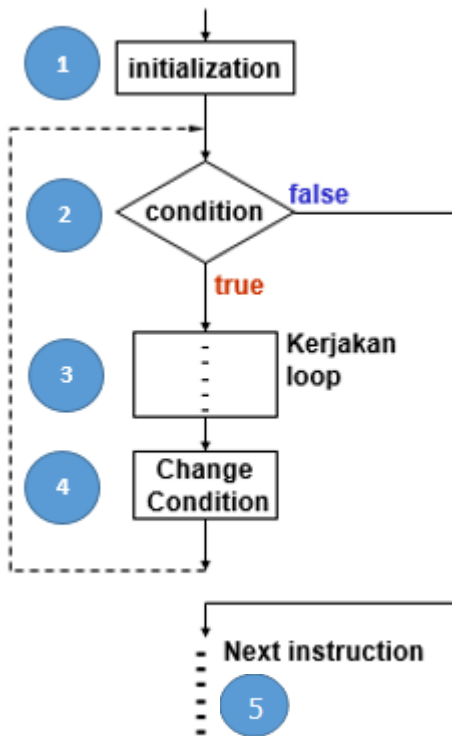 1
initialization
2
condition
false
true
3
Kerjakan
loop
4
Change
Condition
Next instruction
5